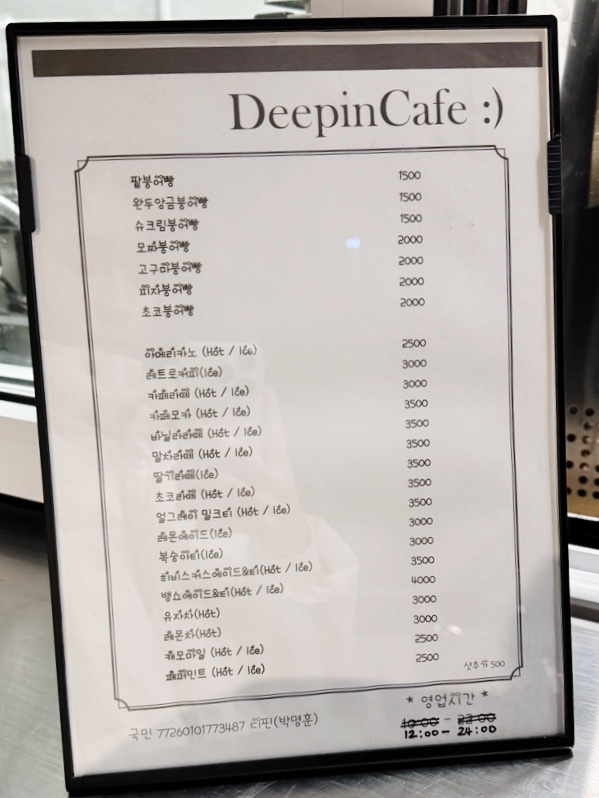 DeepinCafe :)
팥붕어빵 1500
완두앙금붕어빵 1500
슈크림붕어빵 1500
모짜붕어빵 2000
고구마붕어빵 2000
피자붕어빵 2000
초코붕어빵 2000
아메리카노 (Hot / Ice) 2500
레트로커피(Ice) 3000
카페라떼 (Hot / Ice) 3000
카페모카 (Hot / Ice) 3500
바닐라라떼 (Hot / Ice) 3500
말차라떼 (Hot / Ice) 3500
딸기라떼(Ice) 3500
초코라떼 (Hot / Ice) 3500
얼그레이 밀크티 (Hot / Ice) 3500
레몬에이드(Ice) 3000
복숭아티(Ice) 3000
히비스커스에이드&티(Hot / Ice) 3500
뱅쇼에이드&티(Hot / Ice) 4000
유자차(Hot) 3000
레몬차(Hot) 3000
캐모마일 (Hot / Ice) 2500
페퍼민트 (Hot / Ice) 2500
샷추가 500
* 영업시간 *
10:00 - 23:00
12:00 - 24:00
국민 77260101773487 디핀(박명훈)